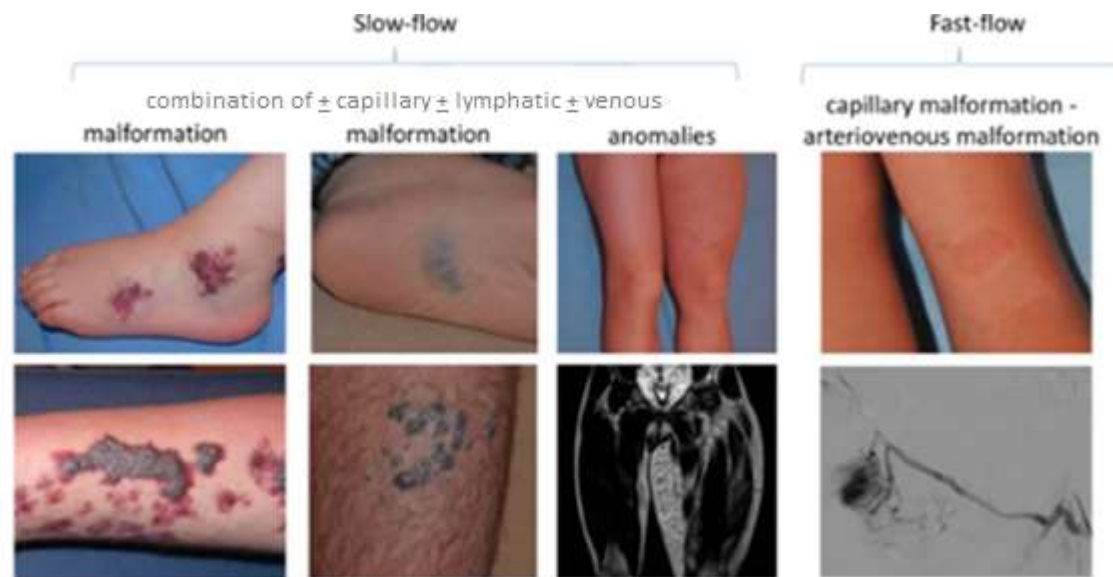 Slow-flow
Fast-flow
combination of ± capillary ± lymphatic ± venous
malformation
malformation
anomalies
capillary malformation -
arteriovenous malformation